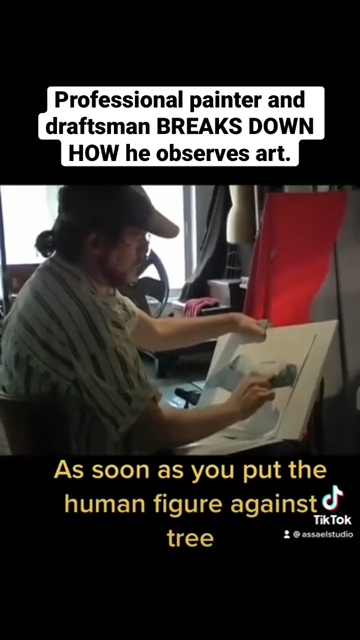 Professional painter and
draftsman BREAKS DOWN
HOW he observes art.
As soon as you put the
human figure against
tree
TikTok
@assaelstudio